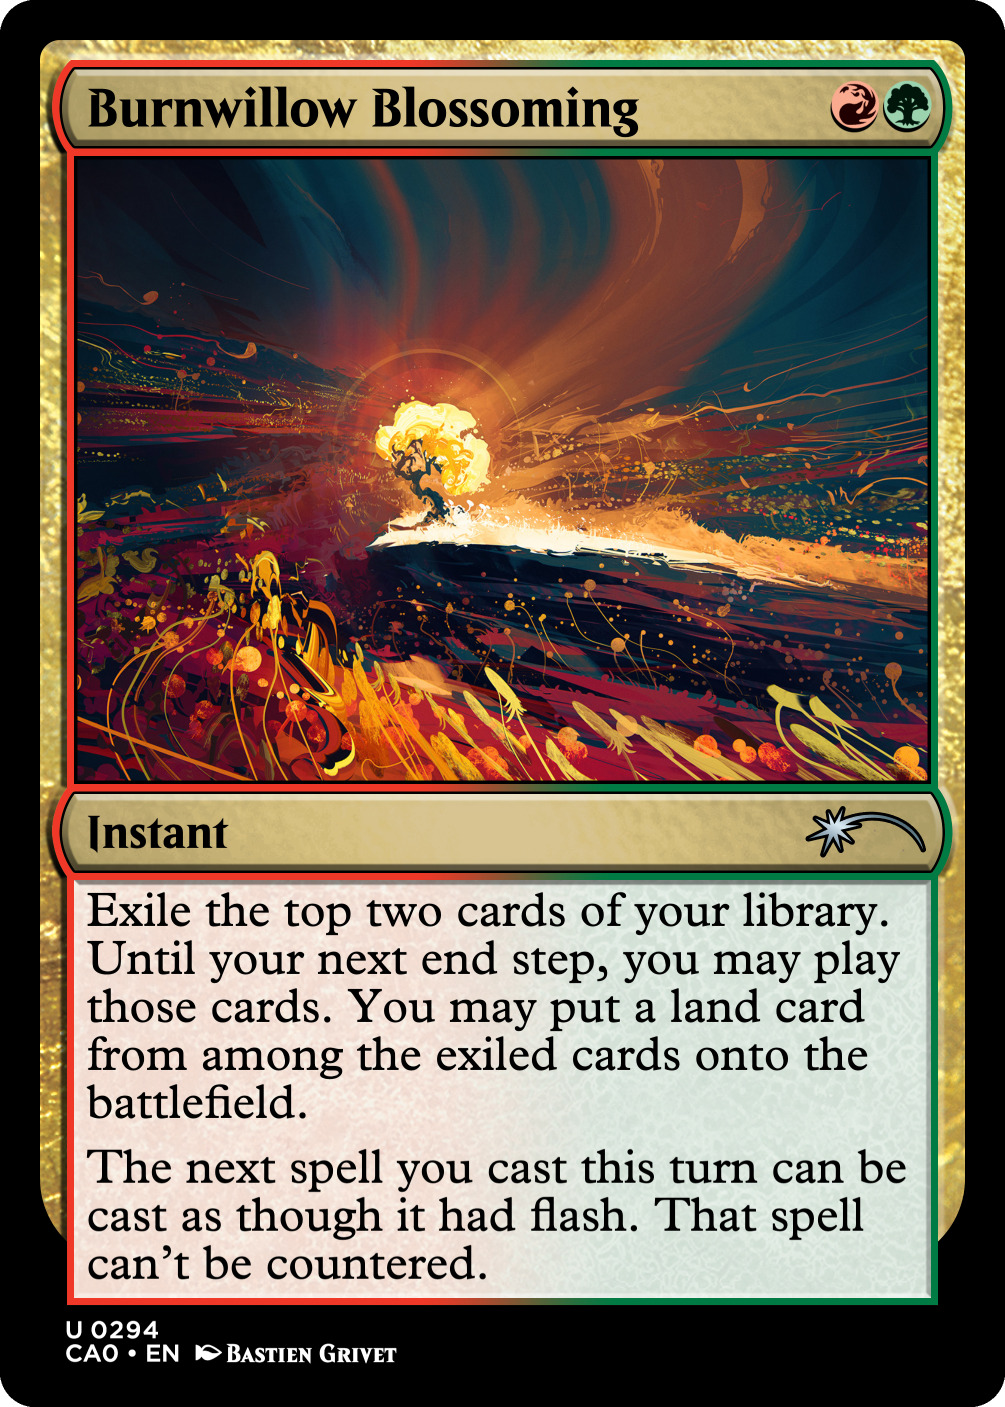 Burnwillow Blossoming
Instant
Exile the top two cards of your library.
Until your next end step, you may play
those cards. You may put a land card
from among the exiled cards onto the
battlefield.
The next spell you cast this turn can be
cast as though it had flash. That spell
can't be countered.
U 0294
CAO • EN BASTIEN GRIVET